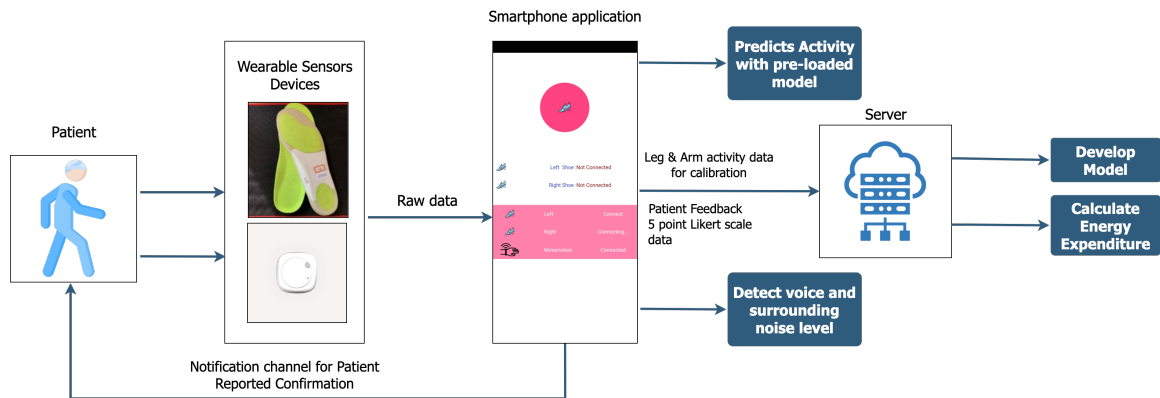 Smartphone application
Wearable Sensors
Devices
Patient
Raw data
Left Shoe :Not Connected
Right Shoe :Not Connected
Left Connect
Right Connecting...
Metamotion Connected
Predicts Activity
with pre-loaded
model
Leg & Arm activity data
for calibration
Patient Feedback
5 point Likert scale
data
Server
Develop
Model
Calculate
Energy
Expenditure
Detect voice and
surrounding
noise level
Notification channel for Patient
Reported Confirmation